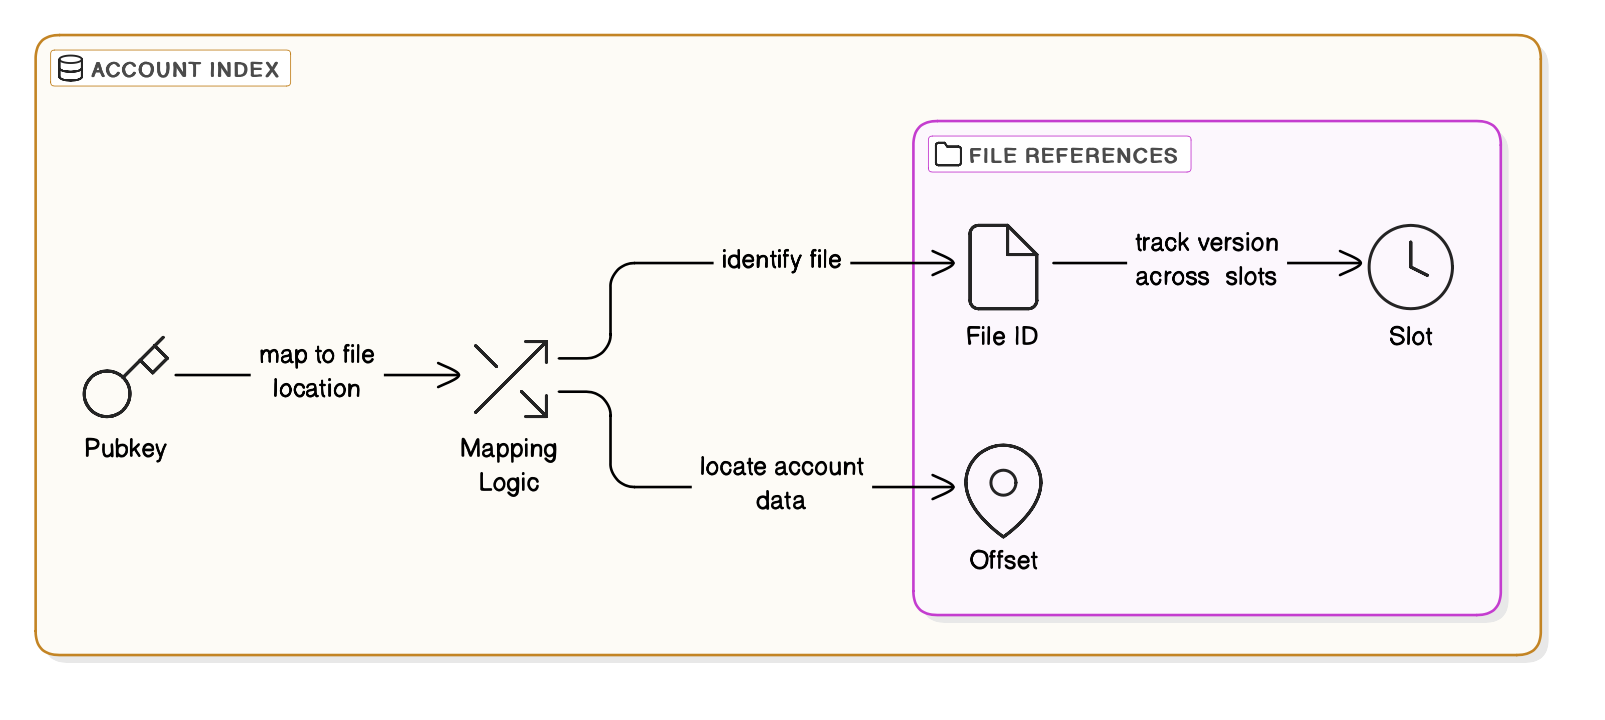 ACCOUNT INDEX
FILE REFERENCES
identify file
track version
across slots
File ID
Slot
map to file
location
Pubkey
Mapping
Logic
locate account
data
Offset